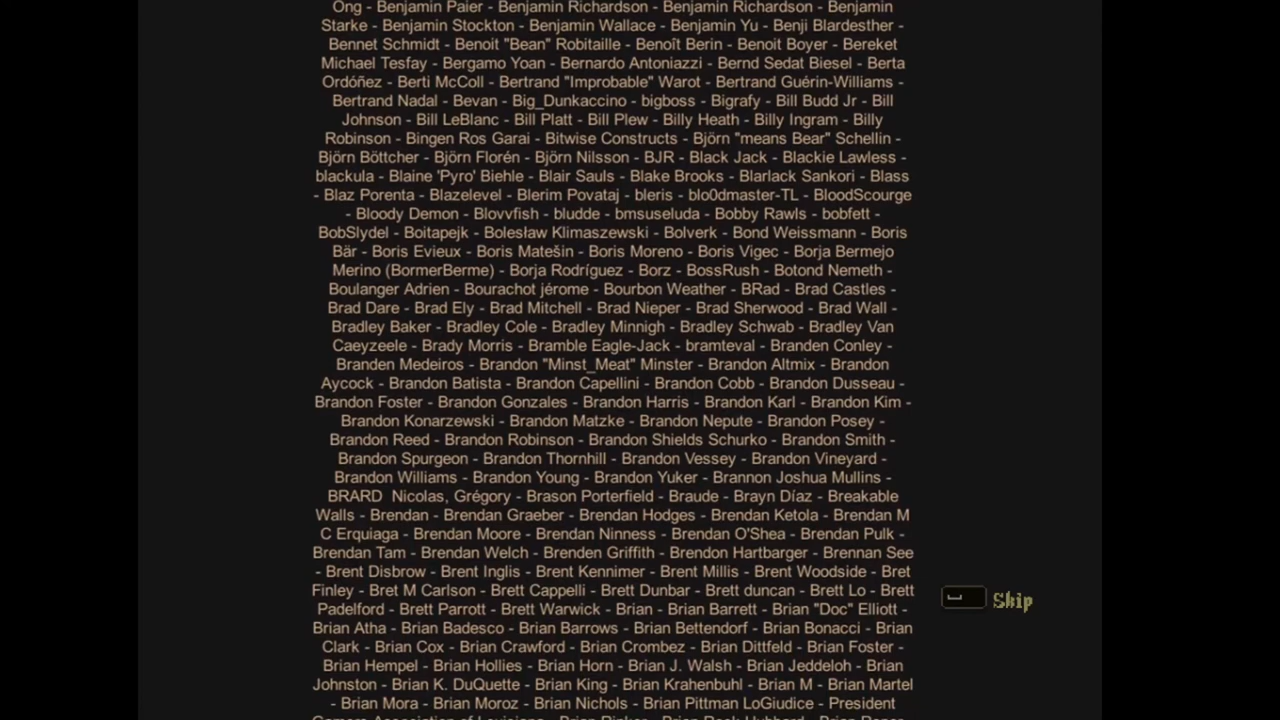 Ong - Benjamin Paier - Benjamin Richardson - Benjamin Richardson - Benjamin
Starke - Benjamin Stockton - Benjamin Wallace - Benjamin Yu - Benji Blardesther -
Bennet Schmidt - Benoit "Bean" Robitaille - Benoît Berin - Benoit Boyer - Bereket
Michael Tesfay - Bergamo Yoan - Bernardo Antoniazzi - Bernd Sedat Biesel - Berta
Ordóñez - Berti McColl - Bertrand "Improbable" Warot - Bertrand Guérin-Williams -
Bertrand Nadal - Bevan - Big_Dunkaccino - bigboss - Bigrafy - Bill Budd Jr - Bill
Johnson - Bill LeBlanc - Bill Platt - Bill Plew - Billy Heath - Billy Ingram - Billy
Robinson - Bingen Ros Garai - Bitwise Constructs - Björn "means Bear" Schellin -
Björn Böttcher - Björn Florén - Björn Nilsson - BJR - Black Jack - Blackie Lawless -
blackula - Blaine 'Pyro' Biehle - Blair Sauls - Blake Brooks - Blarlack Sankori - Blass
- Blaz Porenta - Blazelevel - Blerim Povataj - bleris - blo0dmaster-TL - BloodScourge
- Bloody Demon - Blovvfish - bludde - bmsuseluda - Bobby Rawls - bobfett -
BobSlydel - Boitapejk - Bolesław Klimaszewski - Bolverk - Bond Weissmann - Boris
Bär - Boris Evieux - Boris Matešin - Boris Moreno - Boris Vigec - Borja Bermejo
Merino (BormerBerme) - Borja Rodríguez - Borz - BossRush - Botond Nemeth -
Boulanger Adrien - Bourachot jérome - Bourbon Weather - BRad - Brad Castles -
Brad Dare - Brad Ely - Brad Mitchell - Brad Nieper - Brad Sherwood - Brad Wall -
Bradley Baker - Bradley Cole - Bradley Minnigh - Bradley Schwab - Bradley Van
Caeyzeele - Brady Morris - Bramble Eagle-Jack - bramteval - Branden Conley -
Branden Medeiros - Brandon "Minst_Meat" Minster - Brandon Altmix - Brandon
Aycock - Brandon Batista - Brandon Capellini - Brandon Cobb - Brandon Dusseau -
Brandon Foster - Brandon Gonzales - Brandon Harris - Brandon Karl - Brandon Kim -
Brandon Konarzewski - Brandon Matzke - Brandon Nepute - Brandon Posey -
Brandon Reed - Brandon Robinson - Brandon Shields Schurko - Brandon Smith -
Brandon Spurgeon - Brandon Thornhill - Brandon Vessey - Brandon Vineyard -
Brandon Williams - Brandon Young - Brandon Yuker - Brannon Joshua Mullins -
BRARD  Nicolas, Grégory - Brason Porterfield - Braude - Brayn Díaz - Breakable
Walls - Brendan - Brendan Graeber - Brendan Hodges - Brendan Ketola - Brendan M
C Erquiaga - Brendan Moore - Brendan Ninness - Brendan O'Shea - Brendan Pulk -
Brendan Tam - Brendan Welch - Brenden Griffith - Brendon Hartbarger - Brennan See
- Brent Disbrow - Brent Inglis - Brent Kennimer - Brent Millis - Brent Woodside - Bret
Finley - Bret M Carlson - Brett Cappelli - Brett Dunbar - Brett duncan - Brett Lo - Brett
Padelford - Brett Parrott - Brett Warwick - Brian - Brian Barrett - Brian "Doc" Elliott -
Brian Atha - Brian Badesco - Brian Barrows - Brian Bettendorf - Brian Bonacci - Brian
Clark - Brian Cox - Brian Crawford - Brian Crombez - Brian Dittfeld - Brian Foster -
Brian Hempel - Brian Hollies - Brian Horn - Brian J. Walsh - Brian Jeddeloh - Brian
Johnston - Brian K. DuQuette - Brian King - Brian Krahenbuhl - Brian M - Brian Martel
- Brian Mora - Brian Moroz - Brian Nichols - Brian Pittman LoGiudice - President
Skip